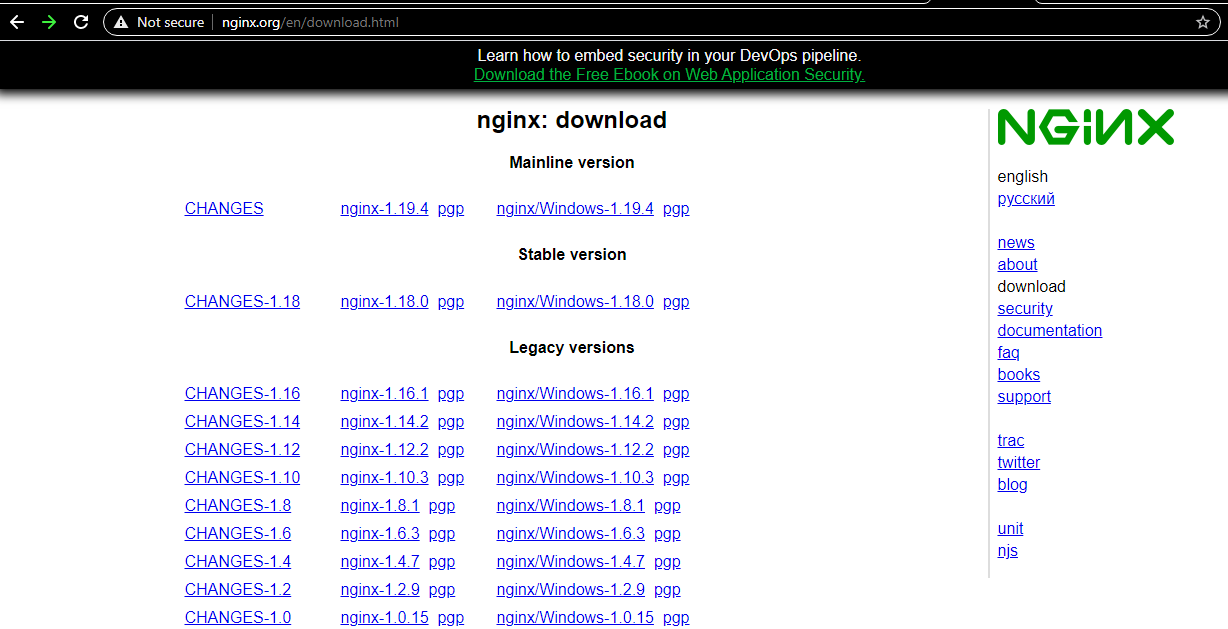 Not secure nginx.org/en/download.html
Learn how to embed security in your DevOps pipeline.
Download the Free Ebook on Web Application Security.
nginx: download
Mainline version
CHANGES nginx-1.19.4 pgp nginx/Windows-1.19.4 pgp
Stable version
CHANGES-1.18 nginx-1.18.0 pgp nginx/Windows-1.18.0 pgp
Legacy versions
CHANGES-1.16 nginx-1.16.1 pgp nginx/Windows-1.16.1 pgp
CHANGES-1.14 nginx-1.14.2 pgp nginx/Windows-1.14.2 pgp
CHANGES-1.12 nginx-1.12.2 pgp nginx/Windows-1.12.2 pgp
CHANGES-1.10 nginx-1.10.3 pgp nginx/Windows-1.10.3 pgp
CHANGES-1.8 nginx-1.8.1 pgp nginx/Windows-1.8.1 pgp
CHANGES-1.6 nginx-1.6.3 pgp nginx/Windows-1.6.3 pgp
CHANGES-1.4 nginx-1.4.7 pgp nginx/Windows-1.4.7 pgp
CHANGES-1.2 nginx-1.2.9 pgp nginx/Windows-1.2.9 pgp
CHANGES-1.0 nginx-1.0.15 pgp nginx/Windows-1.0.15 pgp
NGiNX
english
русский
news
about
download
security
documentation
faq
books
support
trac
twitter
blog
unit
njs